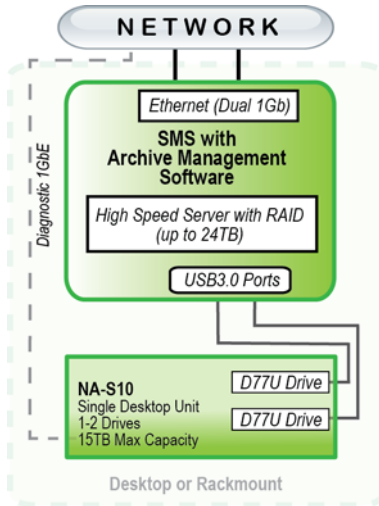 NETWORK
Ethernet (Dual 1Gb)
SMS with
Archive Management
Software
High Speed Server with RAID
(up to 24TB)
USB3.0 Ports
Diagnostic 1GbE
NA-S10
Single Desktop Unit
1-2 Drives
15TB Max Capacity
D77U Drive
D77U Drive
Desktop or Rackmount